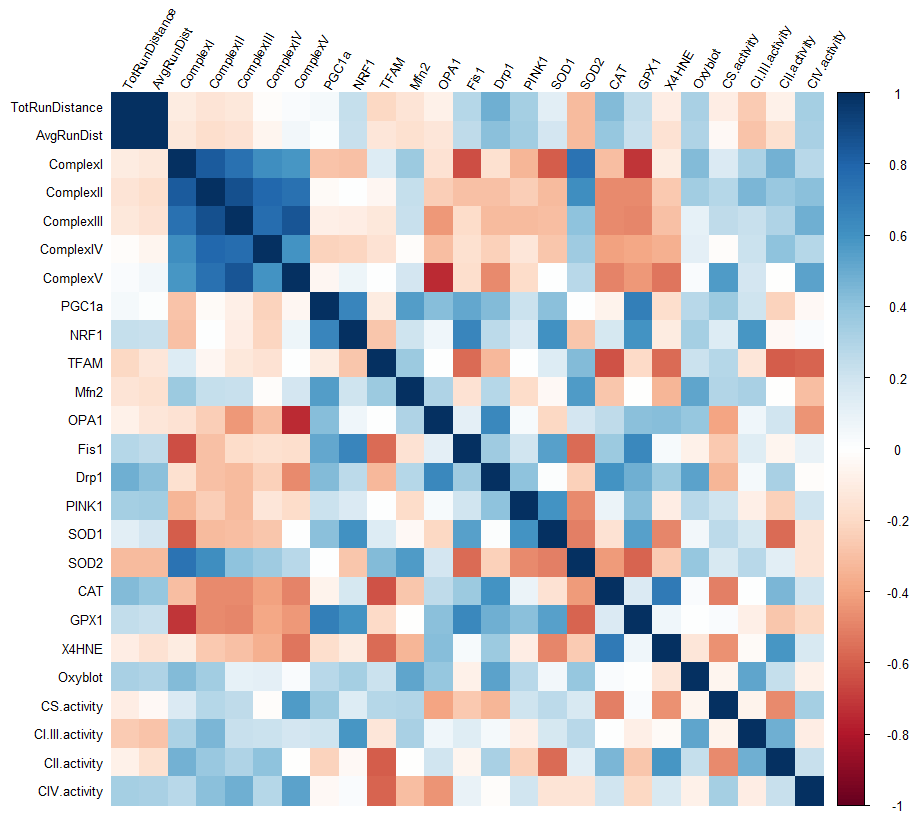 TotRunDistance
AvgRunDist
ComplexI
ComplexII
ComplexIII
ComplexIV
ComplexV
PGC1a
NRF1
TFAM
Mfn2
OPA1
Fis1
Drp1
PINK1
SOD1
SOD2
CAT
GPX1
X4HNE
Oxyblot
CS.activity
CI.III.activity
CII.activity
CIV.activity
TotRunDistance
AvgRunDist
ComplexI
ComplexII
ComplexIII
ComplexIV
ComplexV
PGC1a
NRF1
TFAM
Mfn2
OPA1
Fis1
Drp1
PINK1
SOD1
SOD2
CAT
GPX1
X4HNE
Oxyblot
CS.activity
CI.III.activity
CII.activity
CIV.activity
1
0.8
0.6
0.4
0.2
0
-0.2
-0.4
-0.6
-0.8
-1